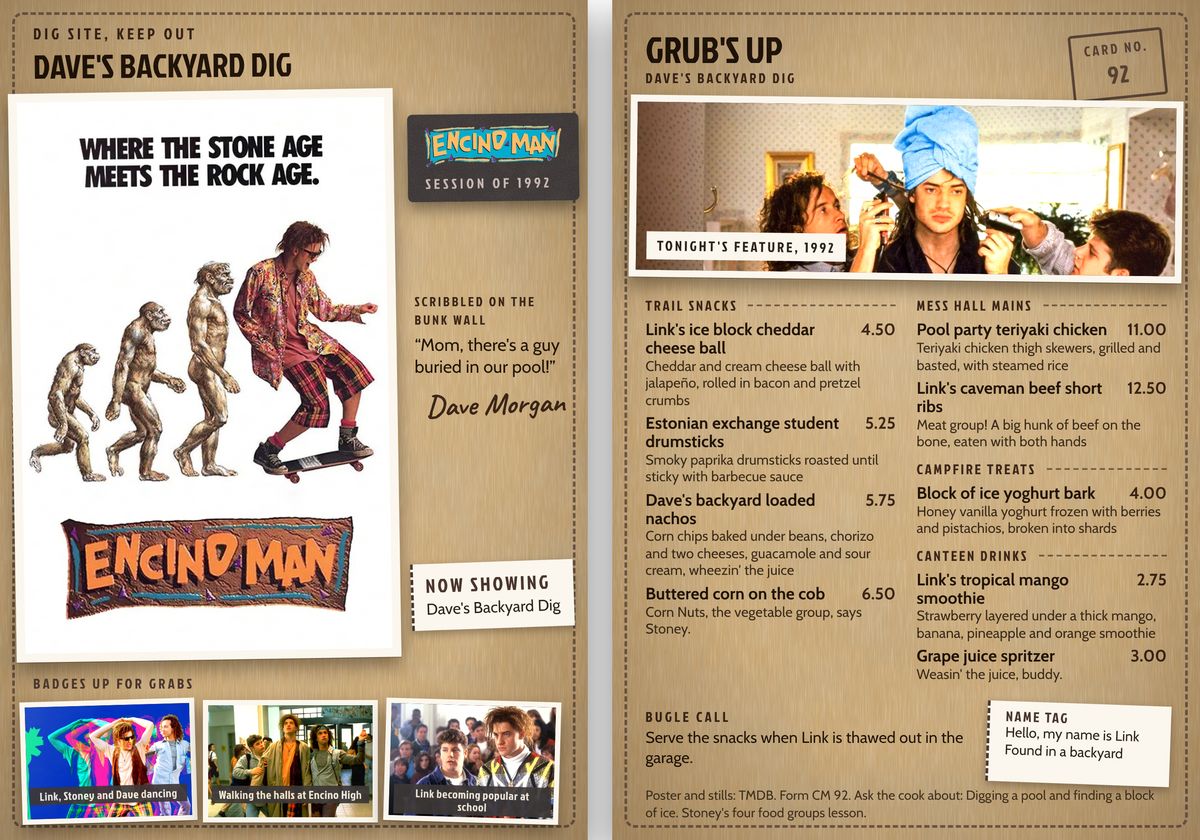 DIG SITE, KEEP OUT
DAVE'S BACKYARD DIG
WHERE THE STONE AGE
MEETS THE ROCK AGE.
ENCINO MAN
ENCINO MAN
SESSION OF 1992
SCRIBBLED ON THE
BUNK WALL
“Mom, there's a guy
buried in our pool!”
Dave Morgan
NOW SHOWING
Dave's Backyard Dig
BADGES UP FOR GRABS
Link, Stoney and Dave dancing
Walking the halls at Encino High
Link becoming popular at
school
GRUB'S UP
DAVE'S BACKYARD DIG
CARD NO.
92
TONIGHT'S FEATURE, 1992
TRAIL SNACKS
Link's ice block cheddar 4.50
cheese ball
Cheddar and cream cheese ball with
jalapeño, rolled in bacon and pretzel
crumbs
Estonian exchange student 5.25
drumsticks
Smoky paprika drumsticks roasted until
sticky with barbecue sauce
Dave's backyard loaded 5.75
nachos
Corn chips baked under beans, chorizo
and two cheeses, guacamole and sour
cream, wheezin' the juice
Buttered corn on the cob 6.50
Corn Nuts, the vegetable group, says
Stoney.
MESS HALL MAINS
Pool party teriyaki chicken 11.00
Teriyaki chicken thigh skewers, grilled and
basted, with steamed rice
Link's caveman beef short 12.50
ribs
Meat group! A big hunk of beef on the
bone, eaten with both hands
CAMPFIRE TREATS
Block of ice yoghurt bark 4.00
Honey vanilla yoghurt frozen with berries
and pistachios, broken into shards
CANTEEN DRINKS
Link's tropical mango 2.75
smoothie
Strawberry layered under a thick mango,
banana, pineapple and orange smoothie
Grape juice spritzer 3.00
Weasin' the juice, buddy.
BUGLE CALL
Serve the snacks when Link is thawed out in the
garage.
NAME TAG
Hello, my name is Link
Found in a backyard
Poster and stills: TMDB. Form CM 92. Ask the cook about: Digging a pool and finding a block
of ice. Stoney's four food groups lesson.